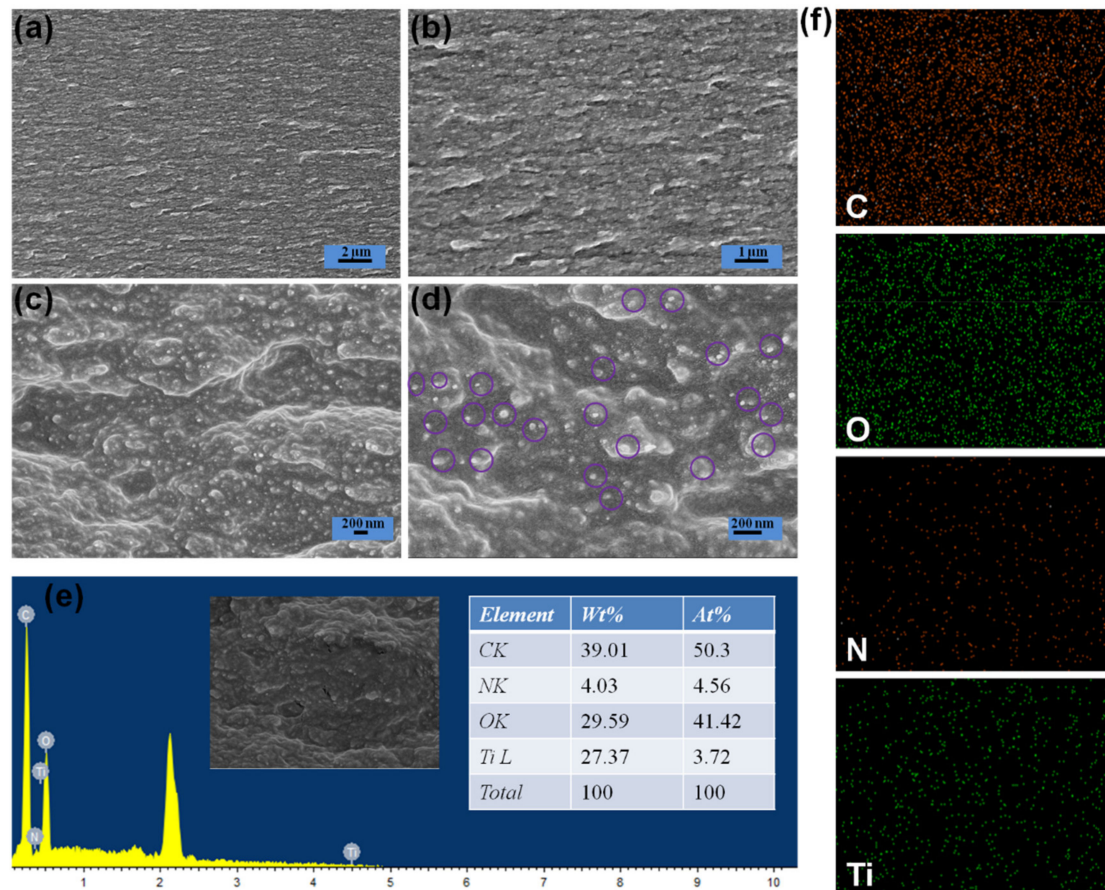 (a)
2 µm
(b)
1 µm
(c)
200 nm
(d)
200 nm
(e)
C
O
Ti
N
Ti
1 2 3 4 5 6 7 8 9 10
Element Wt% At%
CK 39.01 50.3
NK 4.03 4.56
OK 29.59 41.42
Ti L 27.37 3.72
Total 100 100
(f)
C
O
N
Ti